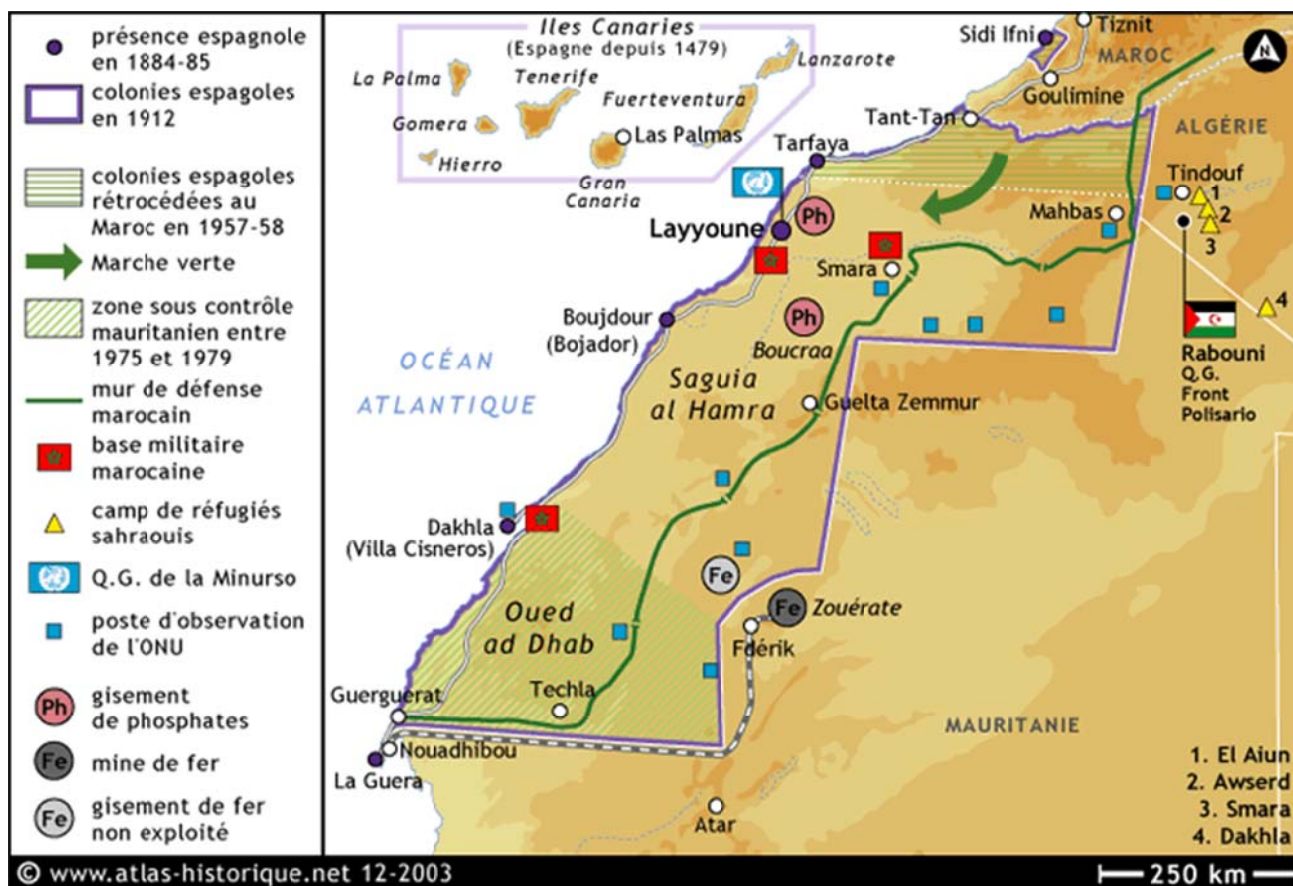 présence espagnole
en 1884-85
colonies espagoles
en 1912
colonies espagoles
rétrocédées au
Maroc en 1957-58
Marche verte
zone sous contrôle
mauritanien entre
1975 et 1979
mur de défense
marocain
base militaire
marocaine
camp de réfugiés
sahraouis
Q.G. de la Minurso
poste d'observation
de l'ONU
Ph
gisement
de phosphates
Fe
mine de fer
Fe
gisement de fer
non exploité
Iles Canaries
(Espagne depuis 1479)
La Palma
Tenerife
Lanzarote
Fuerteventura
Gomera
Las Palmas
Hierro
Gran
Canaria
Sidi Ifni
Tiznit
MAROC
N
Goulimine
Tant-Tan
ALGÉRIE
Tarfaya
Tindouf
1
2
3
4
Mahbas
Ph
Layyoune
Smara
Boujdour
(Bojador)
Ph
Boucraa
Rabouni
Q.G.
Front
Polisario
OCÉAN
ATLANTIQUE
Saguia
al Hamra
Guelta Zemmur
Dakhla
(Villa Cisneros)
Fe
Fe
Zouérate
Fdérik
Oued
ad Dhab
Techla
Guerguerat
Nouadhibou
La Guera
MAURITANIE
Atar
1. El Aiun
2. Awserd
3. Smara
4. Dakhla
© www.atlas-historique.net 12-2003
250 km